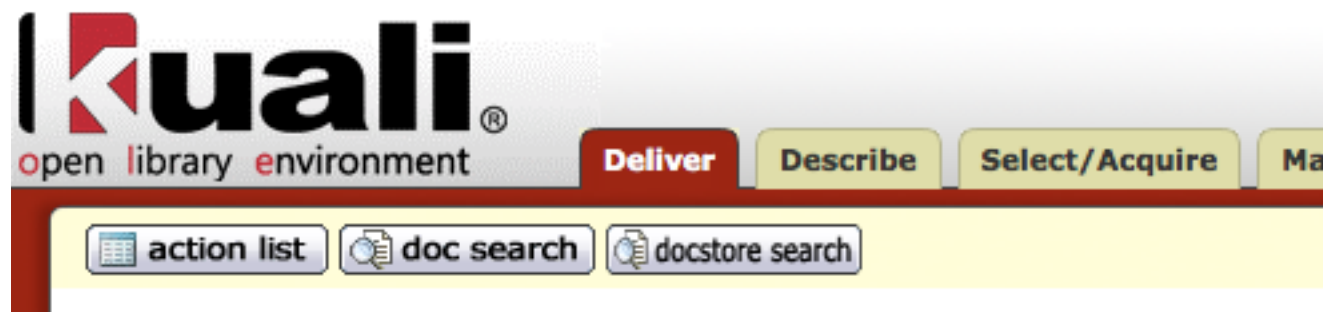 kuali®
open library environment
Deliver Describe Select/Acquire
action list doc search docstore search